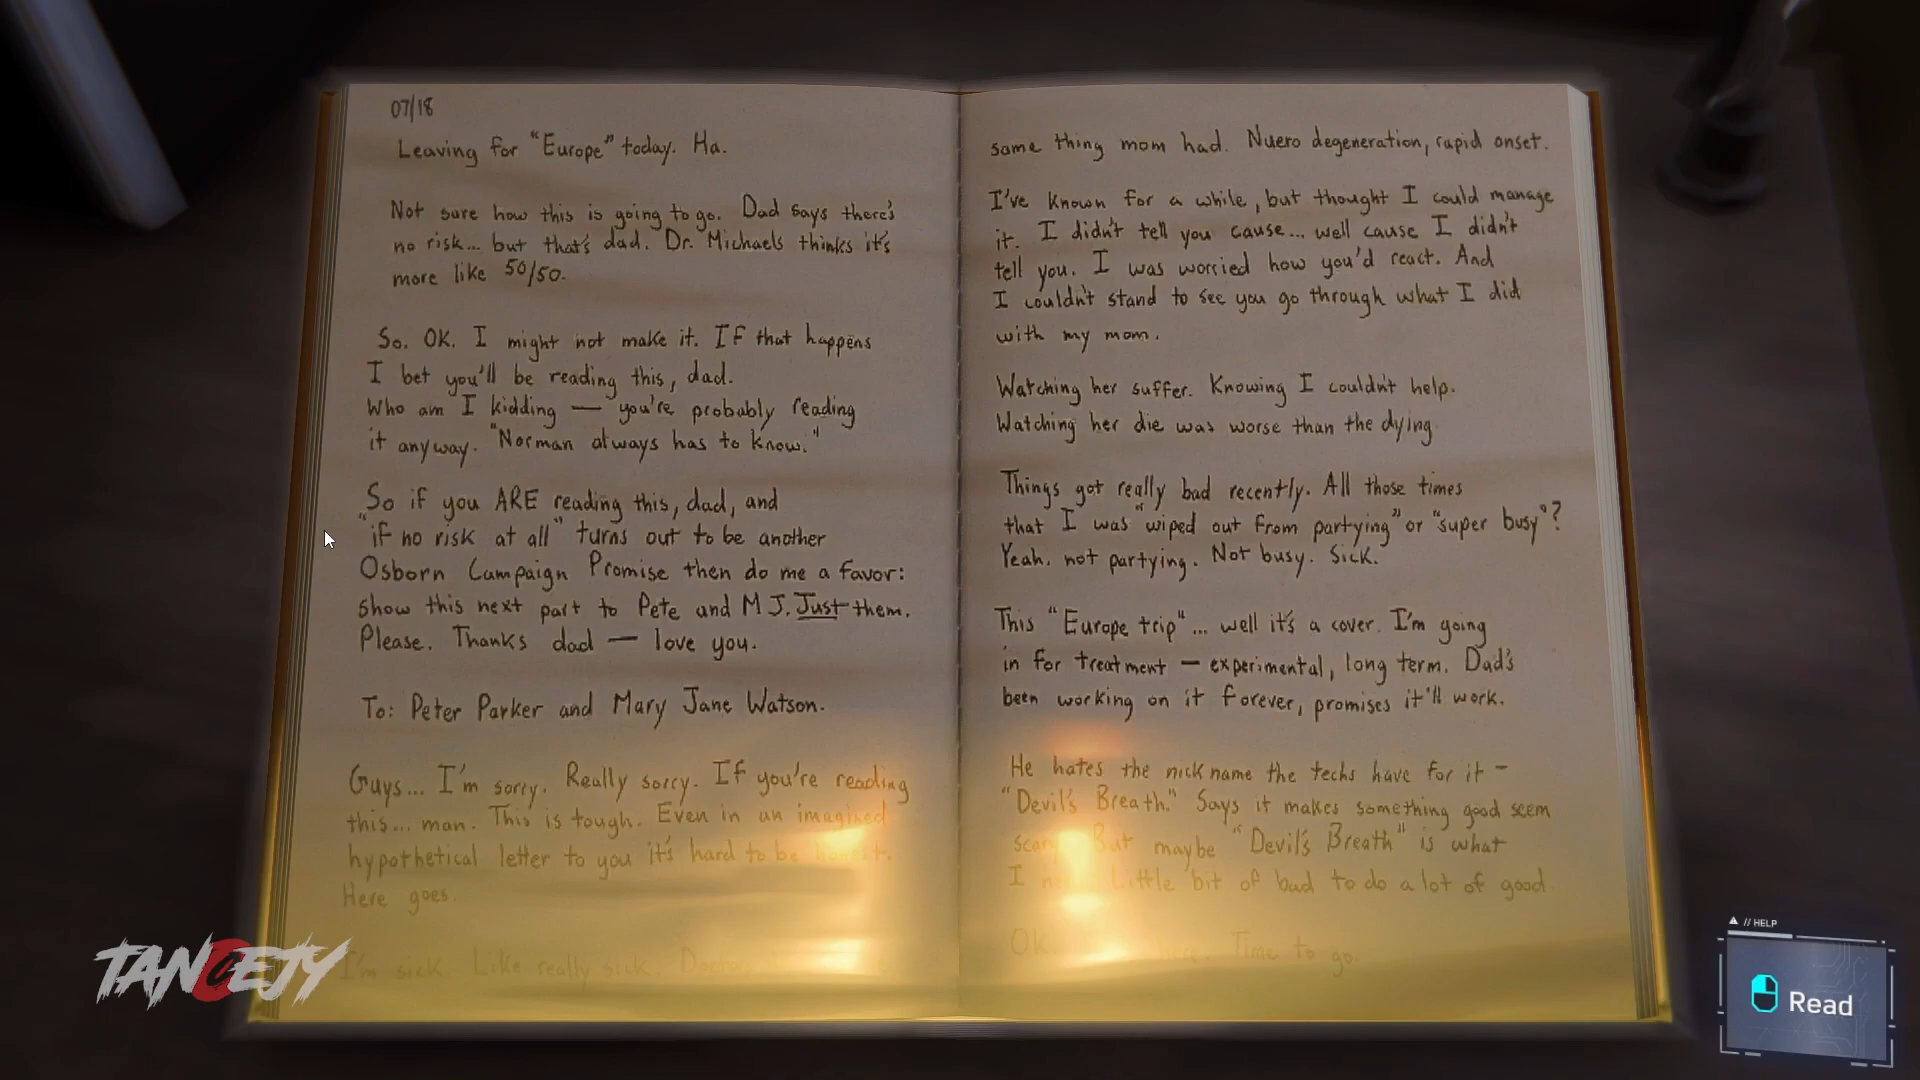 07/18
Leaving for "Europe" today. Ha.
Not sure how this is going to go. Dad says there's
no risk... but that's dad. Dr. Michaels thinks it's
more like 50/50.
So. OK. I might not make it. If that happens
I bet you'll be reading this, dad.
Who am I kidding — you're probably reading
it anyway. "Norman always has to know."
So if you ARE reading this, dad, and
"if no risk at all" turns out to be another
Osborn Campaign Promise then do me a favor:
show this next part to Pete and MJ. Just them.
Please. Thanks dad — love you.
To: Peter Parker and Mary Jane Watson.
Guys... I'm sorry. Really sorry. If you're reading
this... man. This is tough. Even in an imagined
hypothetical letter to you it's hard to be
Here goes.
I'm sick. Like really sick.
same thing mom had. Nuero degeneration, rapid onset.
I've known for a while, but thought I could manage
it. I didn't tell you cause... well cause I didn't
tell you. I was worried how you'd react. And
I couldn't stand to see you go through what I did
with my mom.
Watching her suffer. Knowing I couldn't help.
Watching her die was worse than the dying
Things got really bad recently. All those times
that I was "wiped out from partying" or "super busy"?
Yeah, not partying. Not busy. Sick.
This "Europe trip"... well it's a cover. I'm going
in for treatment — experimental, long term. Dad's
been working on it forever, promises it'll work.
He hates the nickname the techs have for it –
"Devil's Breath." Says it makes something good seem
But maybe "Devil's Breath" is what
I little bit of bad to do a lot of good.
OK. Time to go.
TANCEJY
// HELP
Read